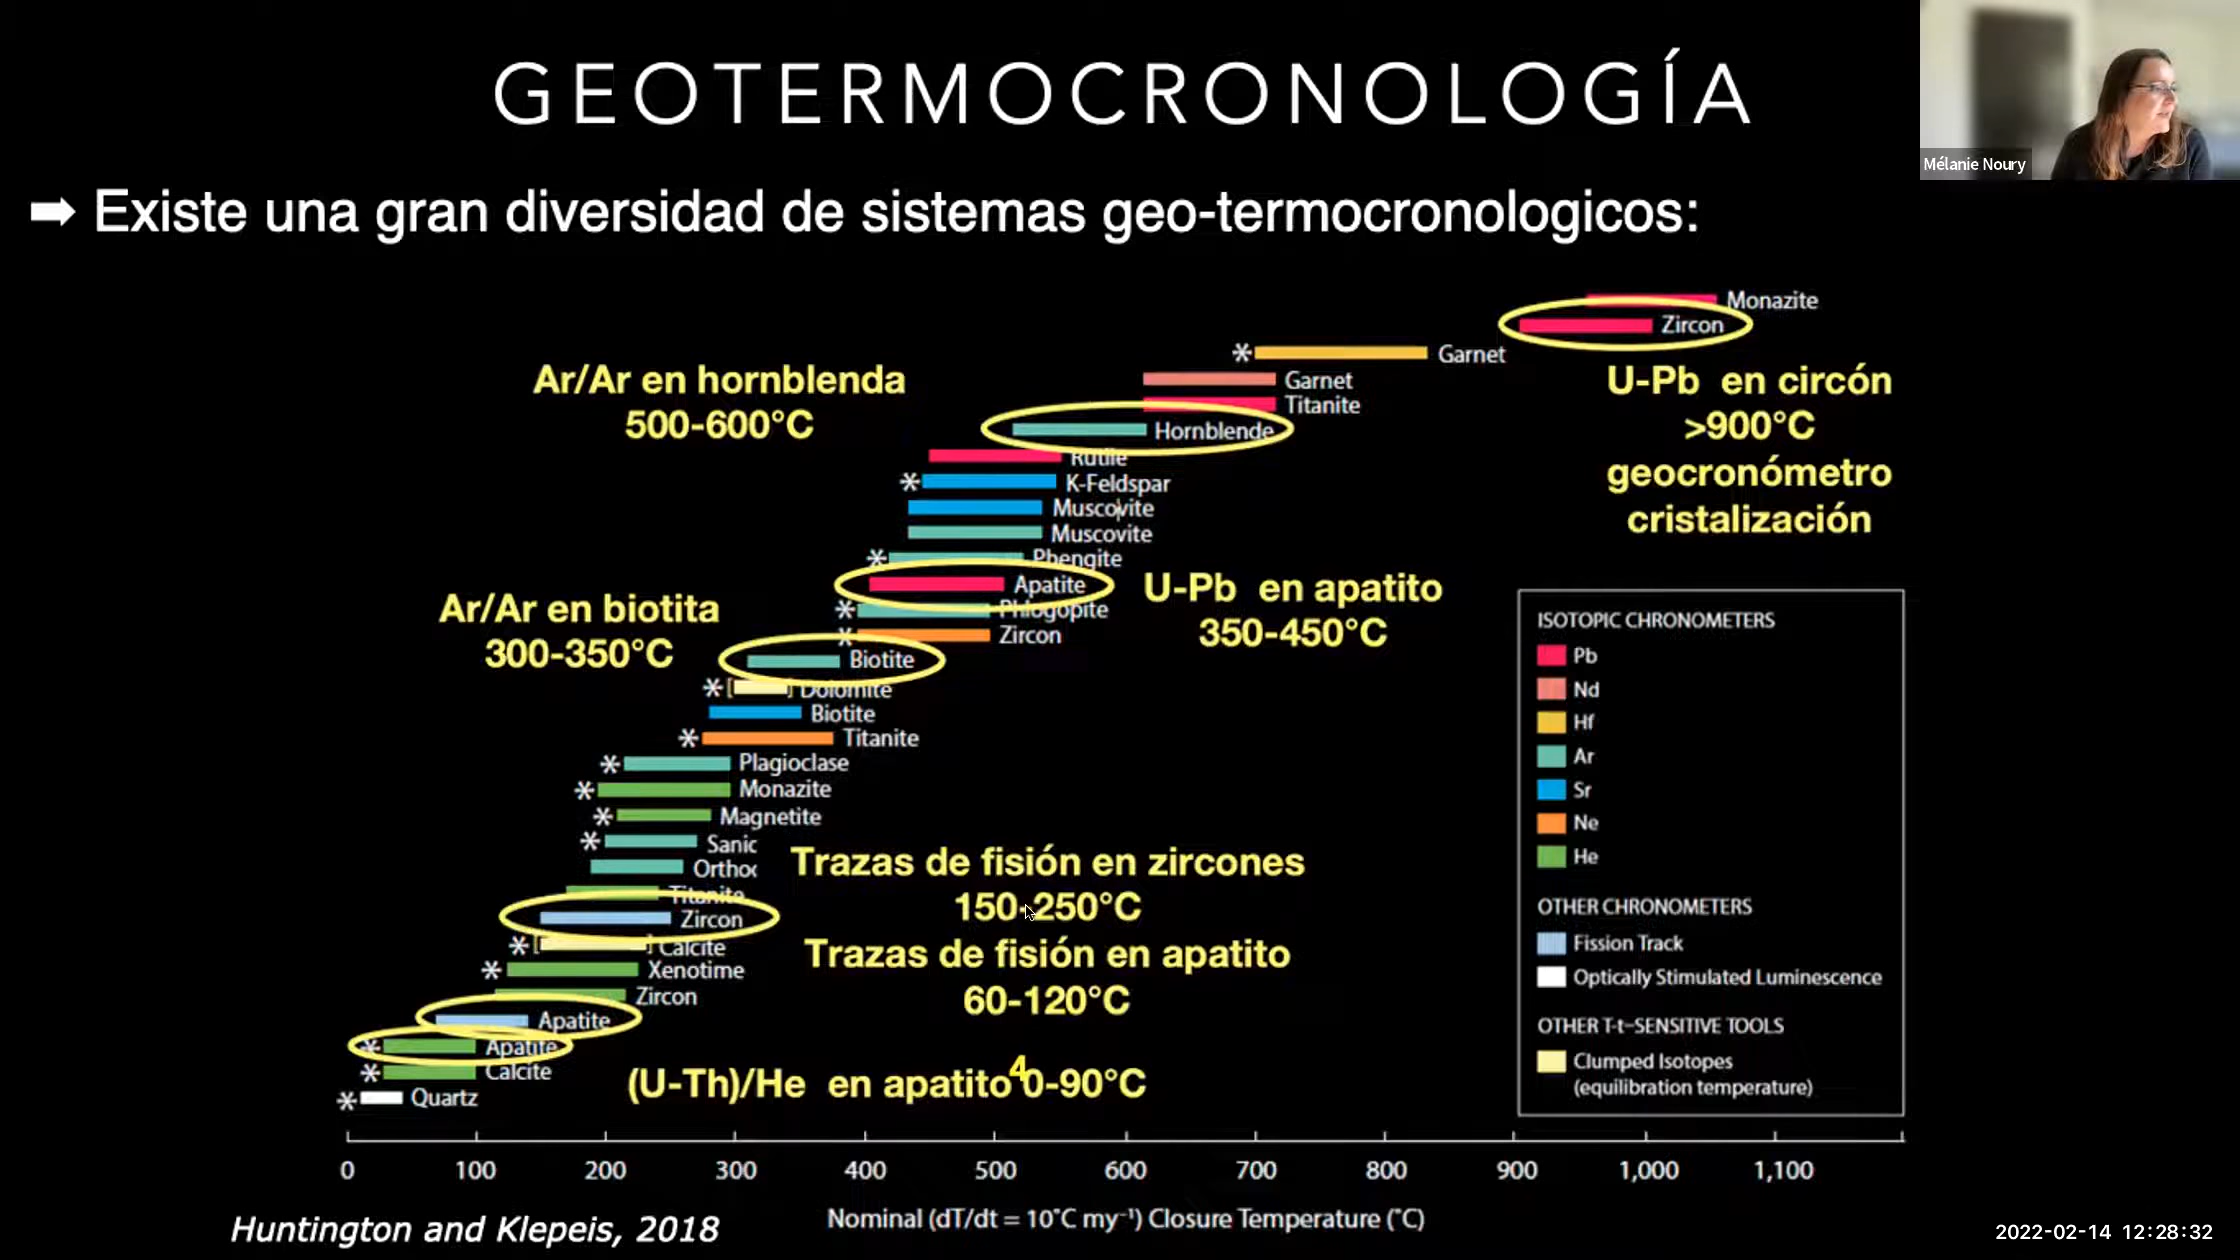 GEOTERMOCRONOLOGÍA
Mélanie Noury
➡ Existe una gran diversidad de sistemas geo-termocronologicos:
Monazite
Zircon
* Garnet
Garnet
Titanite
Hornblende
Rutile
* K-Feldspar
Muscovite
Muscovite
* Phengite
Apatite
* Phlogopite
* Zircon
Biotite
* [ ] Dolomite
Biotite
* Titanite
* Plagioclase
* Monazite
* Magnetite
* Sanic
Orthoc
Titanite
Zircon
* [ ] Calcite
* Xenotime
Zircon
Apatite
* Apatite
* Calcite
* Quartz
Ar/Ar en hornblenda
500-600°C
U-Pb en circón
>900°C
geocronómetro
cristalización
Ar/Ar en biotita
300-350°C
U-Pb en apatito
350-450°C
Trazas de fisión en zircones
150-250°C
Trazas de fisión en apatito
60-120°C
(U-Th)/He en apatito 40-90°C
ISOTOPIC CHRONOMETERS
Pb
Nd
Hf
Ar
Sr
Ne
He
OTHER CHRONOMETERS
Fission Track
Optically Stimulated Luminescence
OTHER T-t-SENSITIVE TOOLS
Clumped Isotopes
(equilibration temperature)
0 100 200 300 400 500 600 700 800 900 1,000 1,100
Nominal (dT/dt = 10°C my⁻¹) Closure Temperature (°C)
Huntington and Klepeis, 2018
2022-02-14 12:28:32